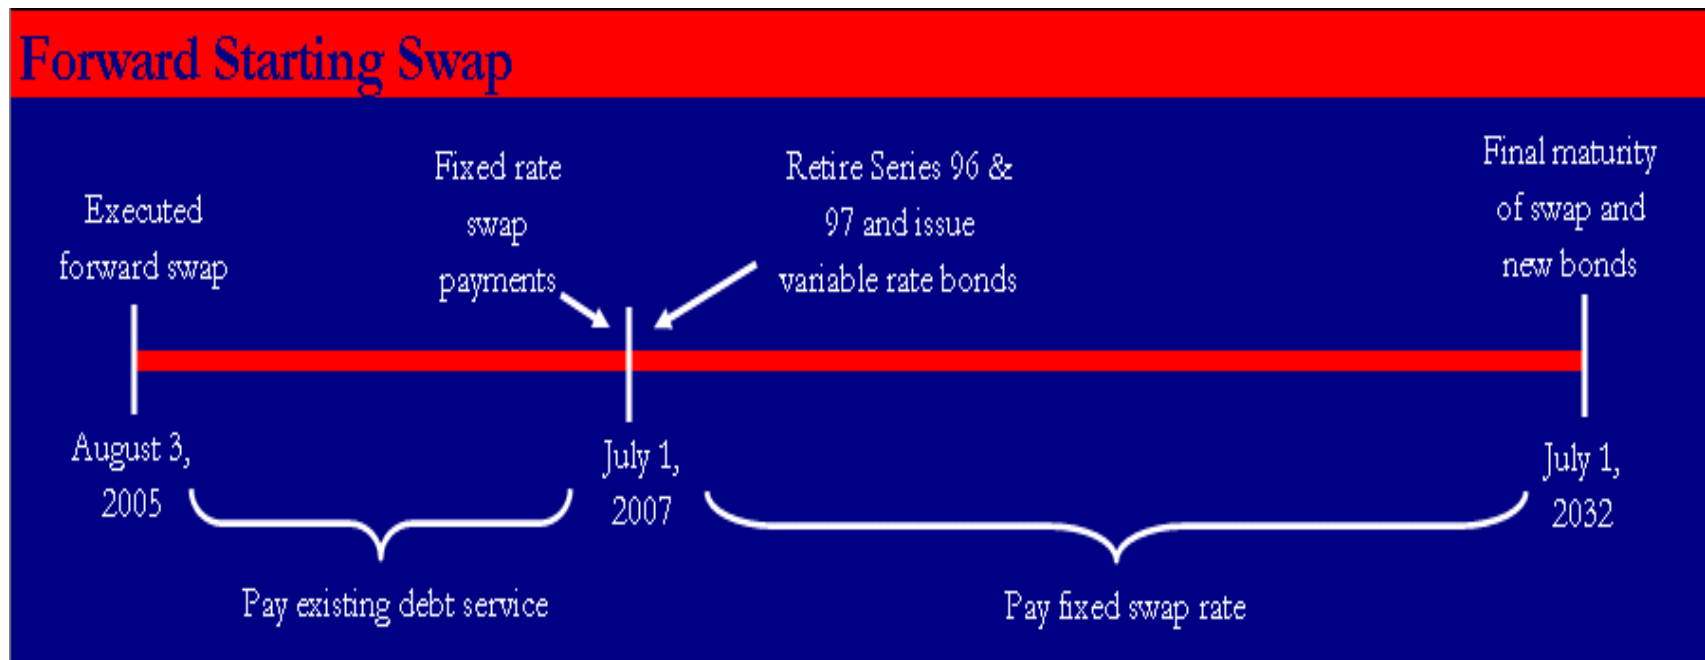 Forward Starting Swap
Executed
forward swap
Fixed rate
swap
payments
Retire Series 96 &
97 and issue
variable rate bonds
Final maturity
of swap and
new bonds
August 3,
2005
July 1,
2007
July 1,
2032
Pay existing debt service
Pay fixed swap rate